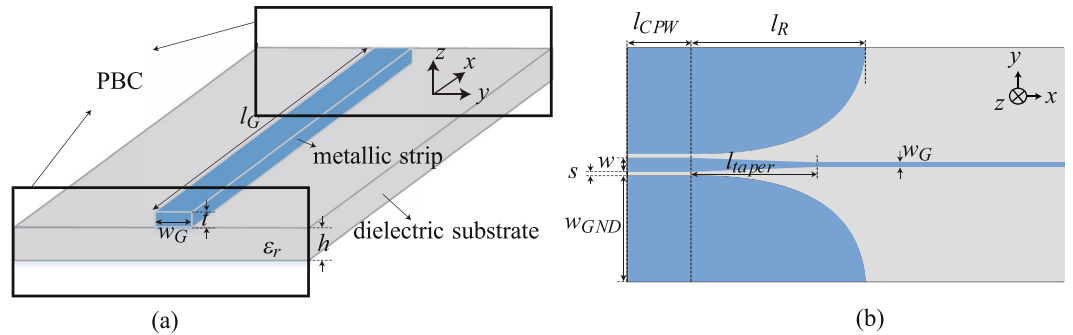 PBC
z
x
y
l_G
metallic strip
t
w_G
dielectric substrate
ε_r
h
(a)
l_CPW
l_R
y
z
x
w
s
l_taper
w_G
w_GND
(b)